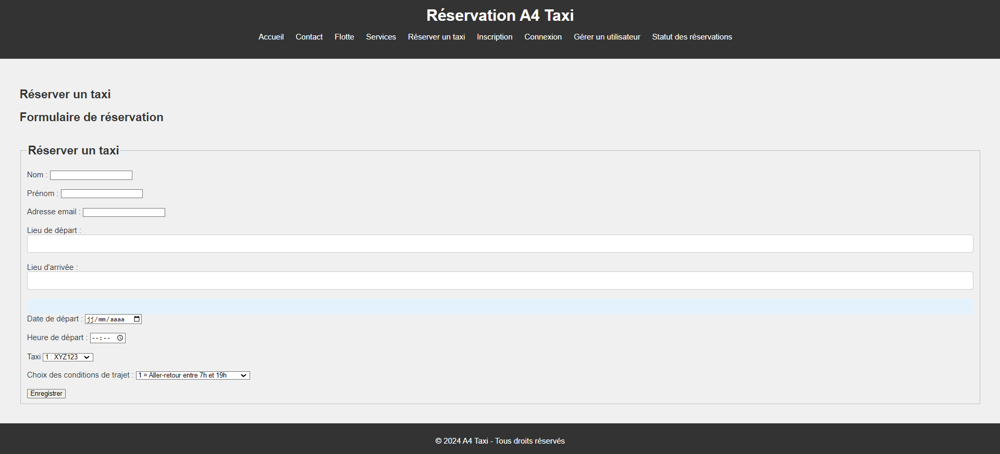 Réservation A4 Taxi
Accueil Contact Flotte Services Réserver un taxi Inscription Connexion Gérer un utilisateur Statut des réservations
Réserver un taxi
Formulaire de réservation
Réserver un taxi
Nom :
Prénom :
Adresse email :
Lieu de départ :
Lieu d'arrivée :
Date de départ : jj/mm/aaaa
Heure de départ : --:--
Taxi 1 : XYZ123
Choix des conditions de trajet : 1 = Aller-retour entre 7h et 19h
Enregistrer
© 2024 A4 Taxi - Tous droits réservés